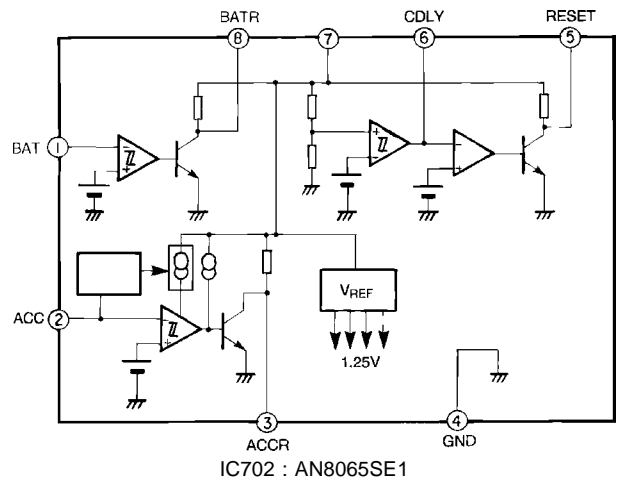 BATR CDLY RESET
8 7 6 5
BAT 1
- +
+ -
- +
ACC 2
- +
VREF
1.25V
3 4
ACCR GND
IC702 : AN8065SE1